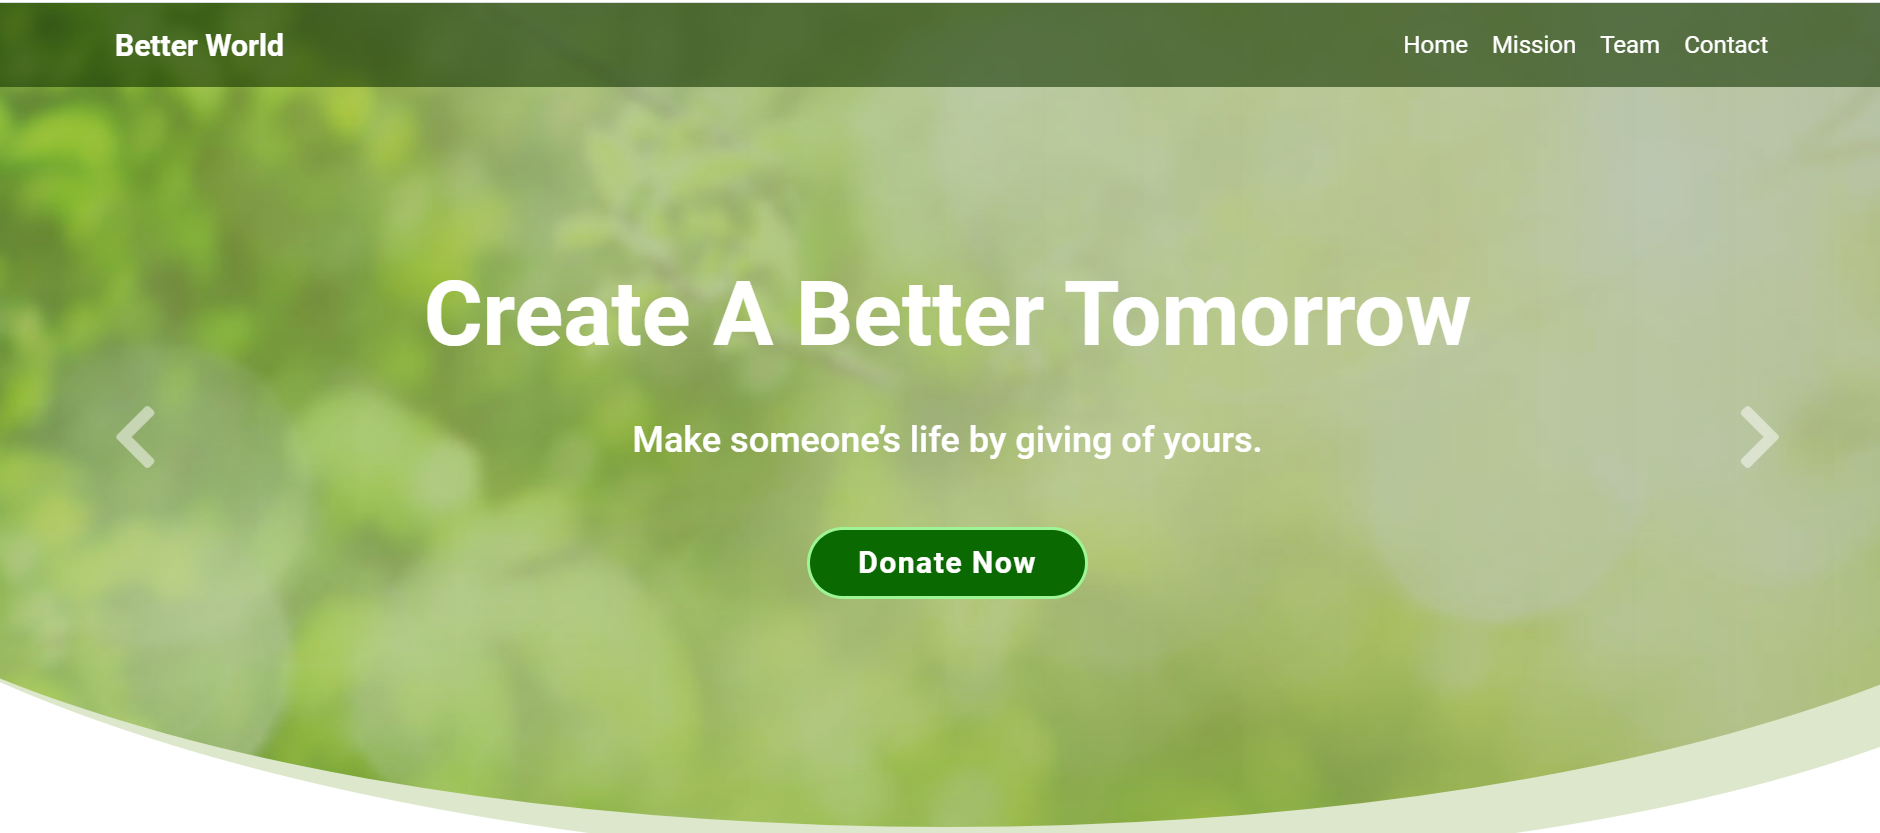 Better World
Home Mission Team Contact
Create A Better Tomorrow
Make someone’s life by giving of yours.
Donate Now